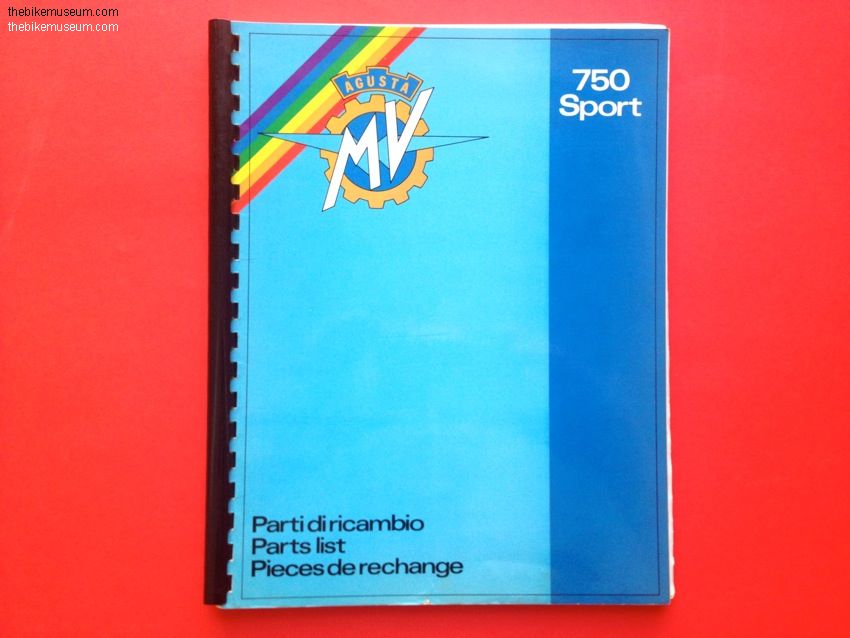 thebikemuseum.com
thebikemuseum.com
AGUSTA
MV
750
Sport
Parti di ricambio
Parts list
Pieces de rechange